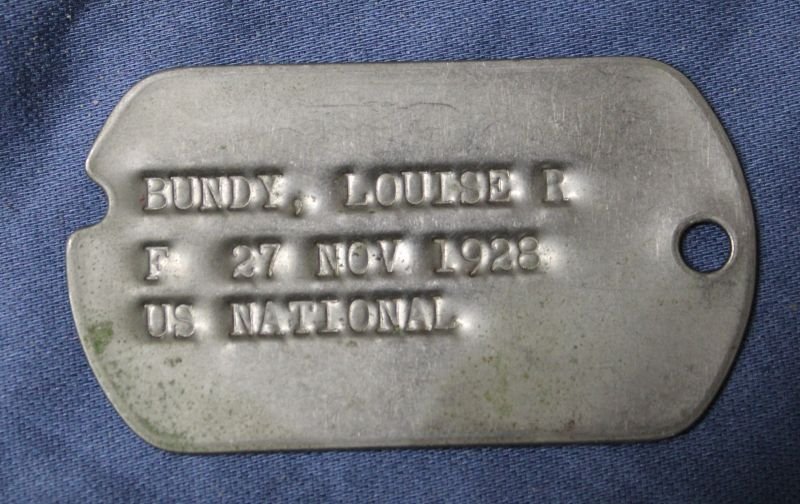 BUNDY, LOUISE R
F 27 NOV 1928
US NATIONAL